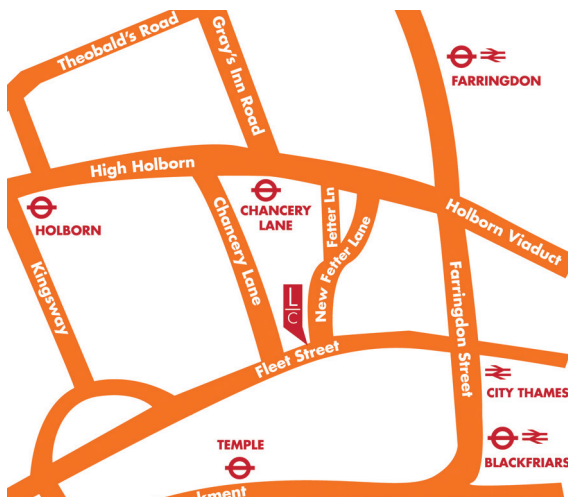 Theobald's Road
Gray's Inn Road
FARRINGDON
High Holborn
HOLBORN
CHANCERY
LANE
Fetter Ln
Holborn Viaduct
Chancery Lane
New Fetter Lane
Kingsway
L
C
Farringdon Street
Fleet Street
CITY THAMES
TEMPLE
BLACKFRIARS
kment